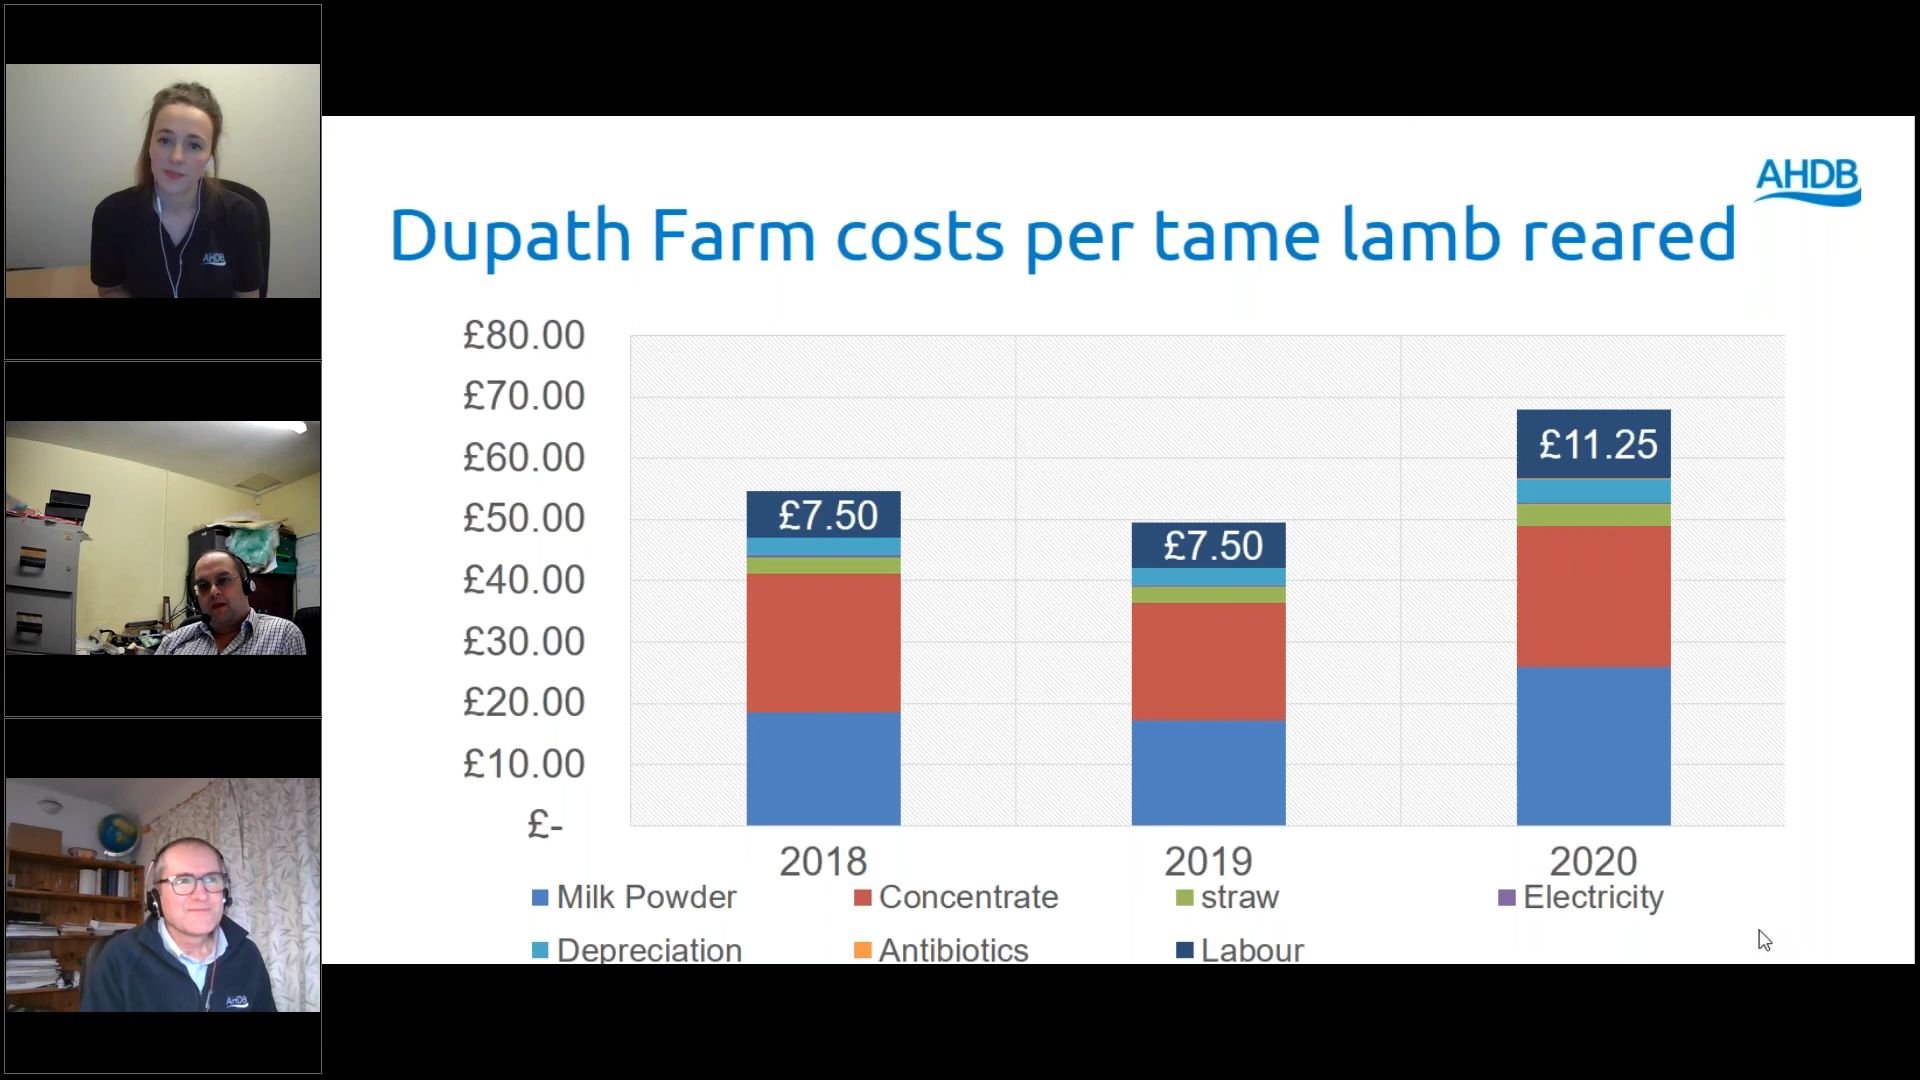 AHDB
Dupath Farm costs per tame lamb reared
£80.00
£70.00
£60.00
£50.00
£40.00
£30.00
£20.00
£10.00
£-
£7.50
£7.50
£11.25
2018 2019 2020
Milk Powder Concentrate straw Electricity
Depreciation Antibiotics Labour
AHDB
AHDB